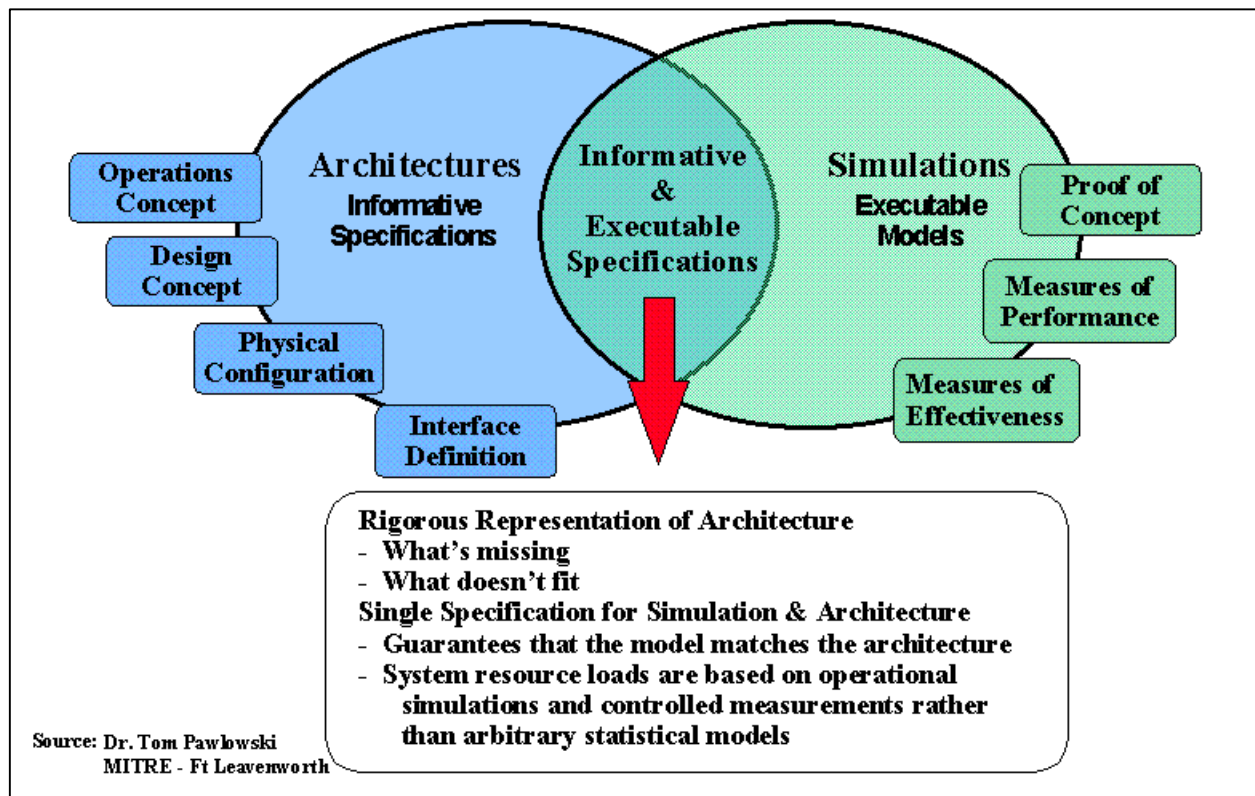 Operations
Concept
Design
Concept
Physical
Configuration
Interface
Definition
Architectures
Informative
Specifications
Informative
&
Executable
Specifications
Simulations
Executable
Models
Proof of
Concept
Measures of
Performance
Measures of
Effectiveness
Rigorous Representation of Architecture
- What's missing
- What doesn't fit
Single Specification for Simulation & Architecture
- Guarantees that the model matches the architecture
- System resource loads are based on operational
simulations and controlled measurements rather
than arbitrary statistical models
Source: Dr. Tom Pawlowski
MITRE - Ft Leavenworth